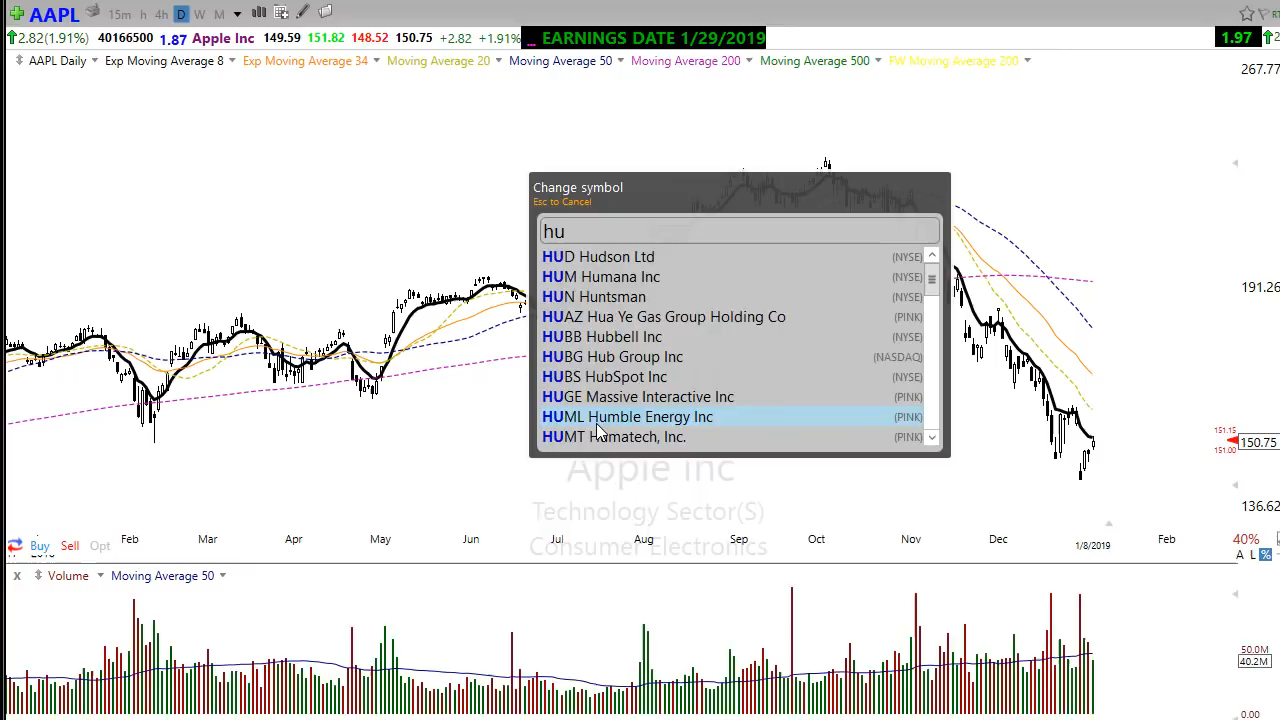 AAPL 15m h 4h D W M
2.82(1.91%) 40166500 1.87 Apple Inc 149.59 151.82 148.52 150.75 +2.82 +1.91% ... EARNINGS DATE 1/29/2019 1.97
AAPL Daily Exp Moving Average 8 Exp Moving Average 34 Moving Average 20 Moving Average 50 Moving Average 200 Moving Average 500 FW Moving Average 200
267.77
Change symbol
Esc to Cancel
hu
HUD Hudson Ltd (NYSE)
HUM Humana Inc (NYSE)
HUN Huntsman (NYSE)
HUAZ Hua Ye Gas Group Holding Co (PINK)
HUBB Hubbell Inc (NYSE)
HUBG Hub Group Inc (NASDAQ)
HUBS HubSpot Inc (NYSE)
HUGE Massive Interactive Inc (PINK)
HUML Humble Energy Inc (PINK)
HUMT Humatech, Inc. (PINK)
191.26
151.15
151.00
150.75
Apple Inc
Technology Sector(S)
Consumer Electronics
136.62
Feb Mar Apr May Jun Jul Aug Sep Oct Nov Dec 1/8/2019 Feb
Buy Sell Opt
40%
A L %
X Volume Moving Average 50
50.0M
40.2M
0.00